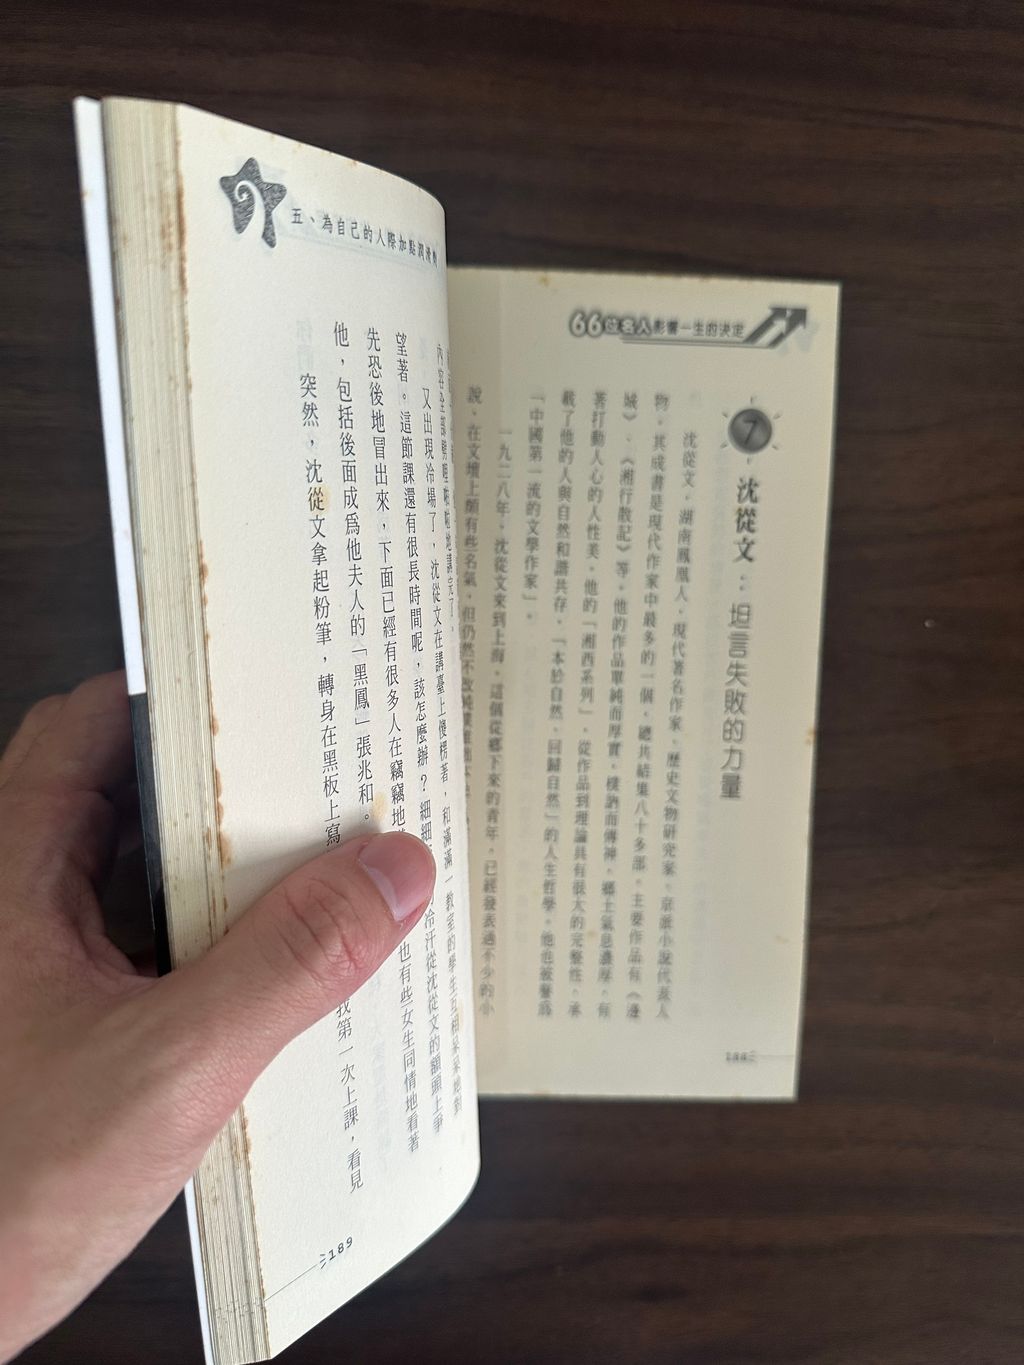 66位名人影響一生的決定
7
沈從文：坦言失敗的力量
沈從文，湖南鳳凰人，現代著名作家、歷史文物研究家、京派小說代表人
物，其成書是現代作家中最多的一個，總共結集八十多部，主要作品有《邊
城》、《湘行散記》等，他的作品單純而厚實，樸訥而傳神，鄉土氣息濃厚，有
著打動人心的人性美，他的「湘西系列」，從作品到理論具有很大的完整性，承
載了他的人與自然和諧共存，「本於自然、回歸自然」的人生哲學，他也被譽為
「中國第一流的文學作家」。
一九二八年，沈從文來到上海，這個從鄉下來的青年，已經發表過不少的小
說，在文壇上頗有些名氣，但仍然不改純樸
188
五、為自己的人際加點潤滑劑
內容全部劈哩啪啦地講完了。
又出現冷場了，沈從文在講臺上傻楞著，和滿滿一教室的學生互相呆呆地對
望著。這節課還有很長時間呢，該怎麼辦？細細 冷汗從沈從文的額頭上爭
先恐後地冒出來，下面已經有很多人在竊竊地 也有些女生同情地看著
他，包括後面成爲他夫人的「黑鳳」張兆和。
突然，沈從文拿起粉筆，轉身在黑板上寫 我第一次上課，看見
189